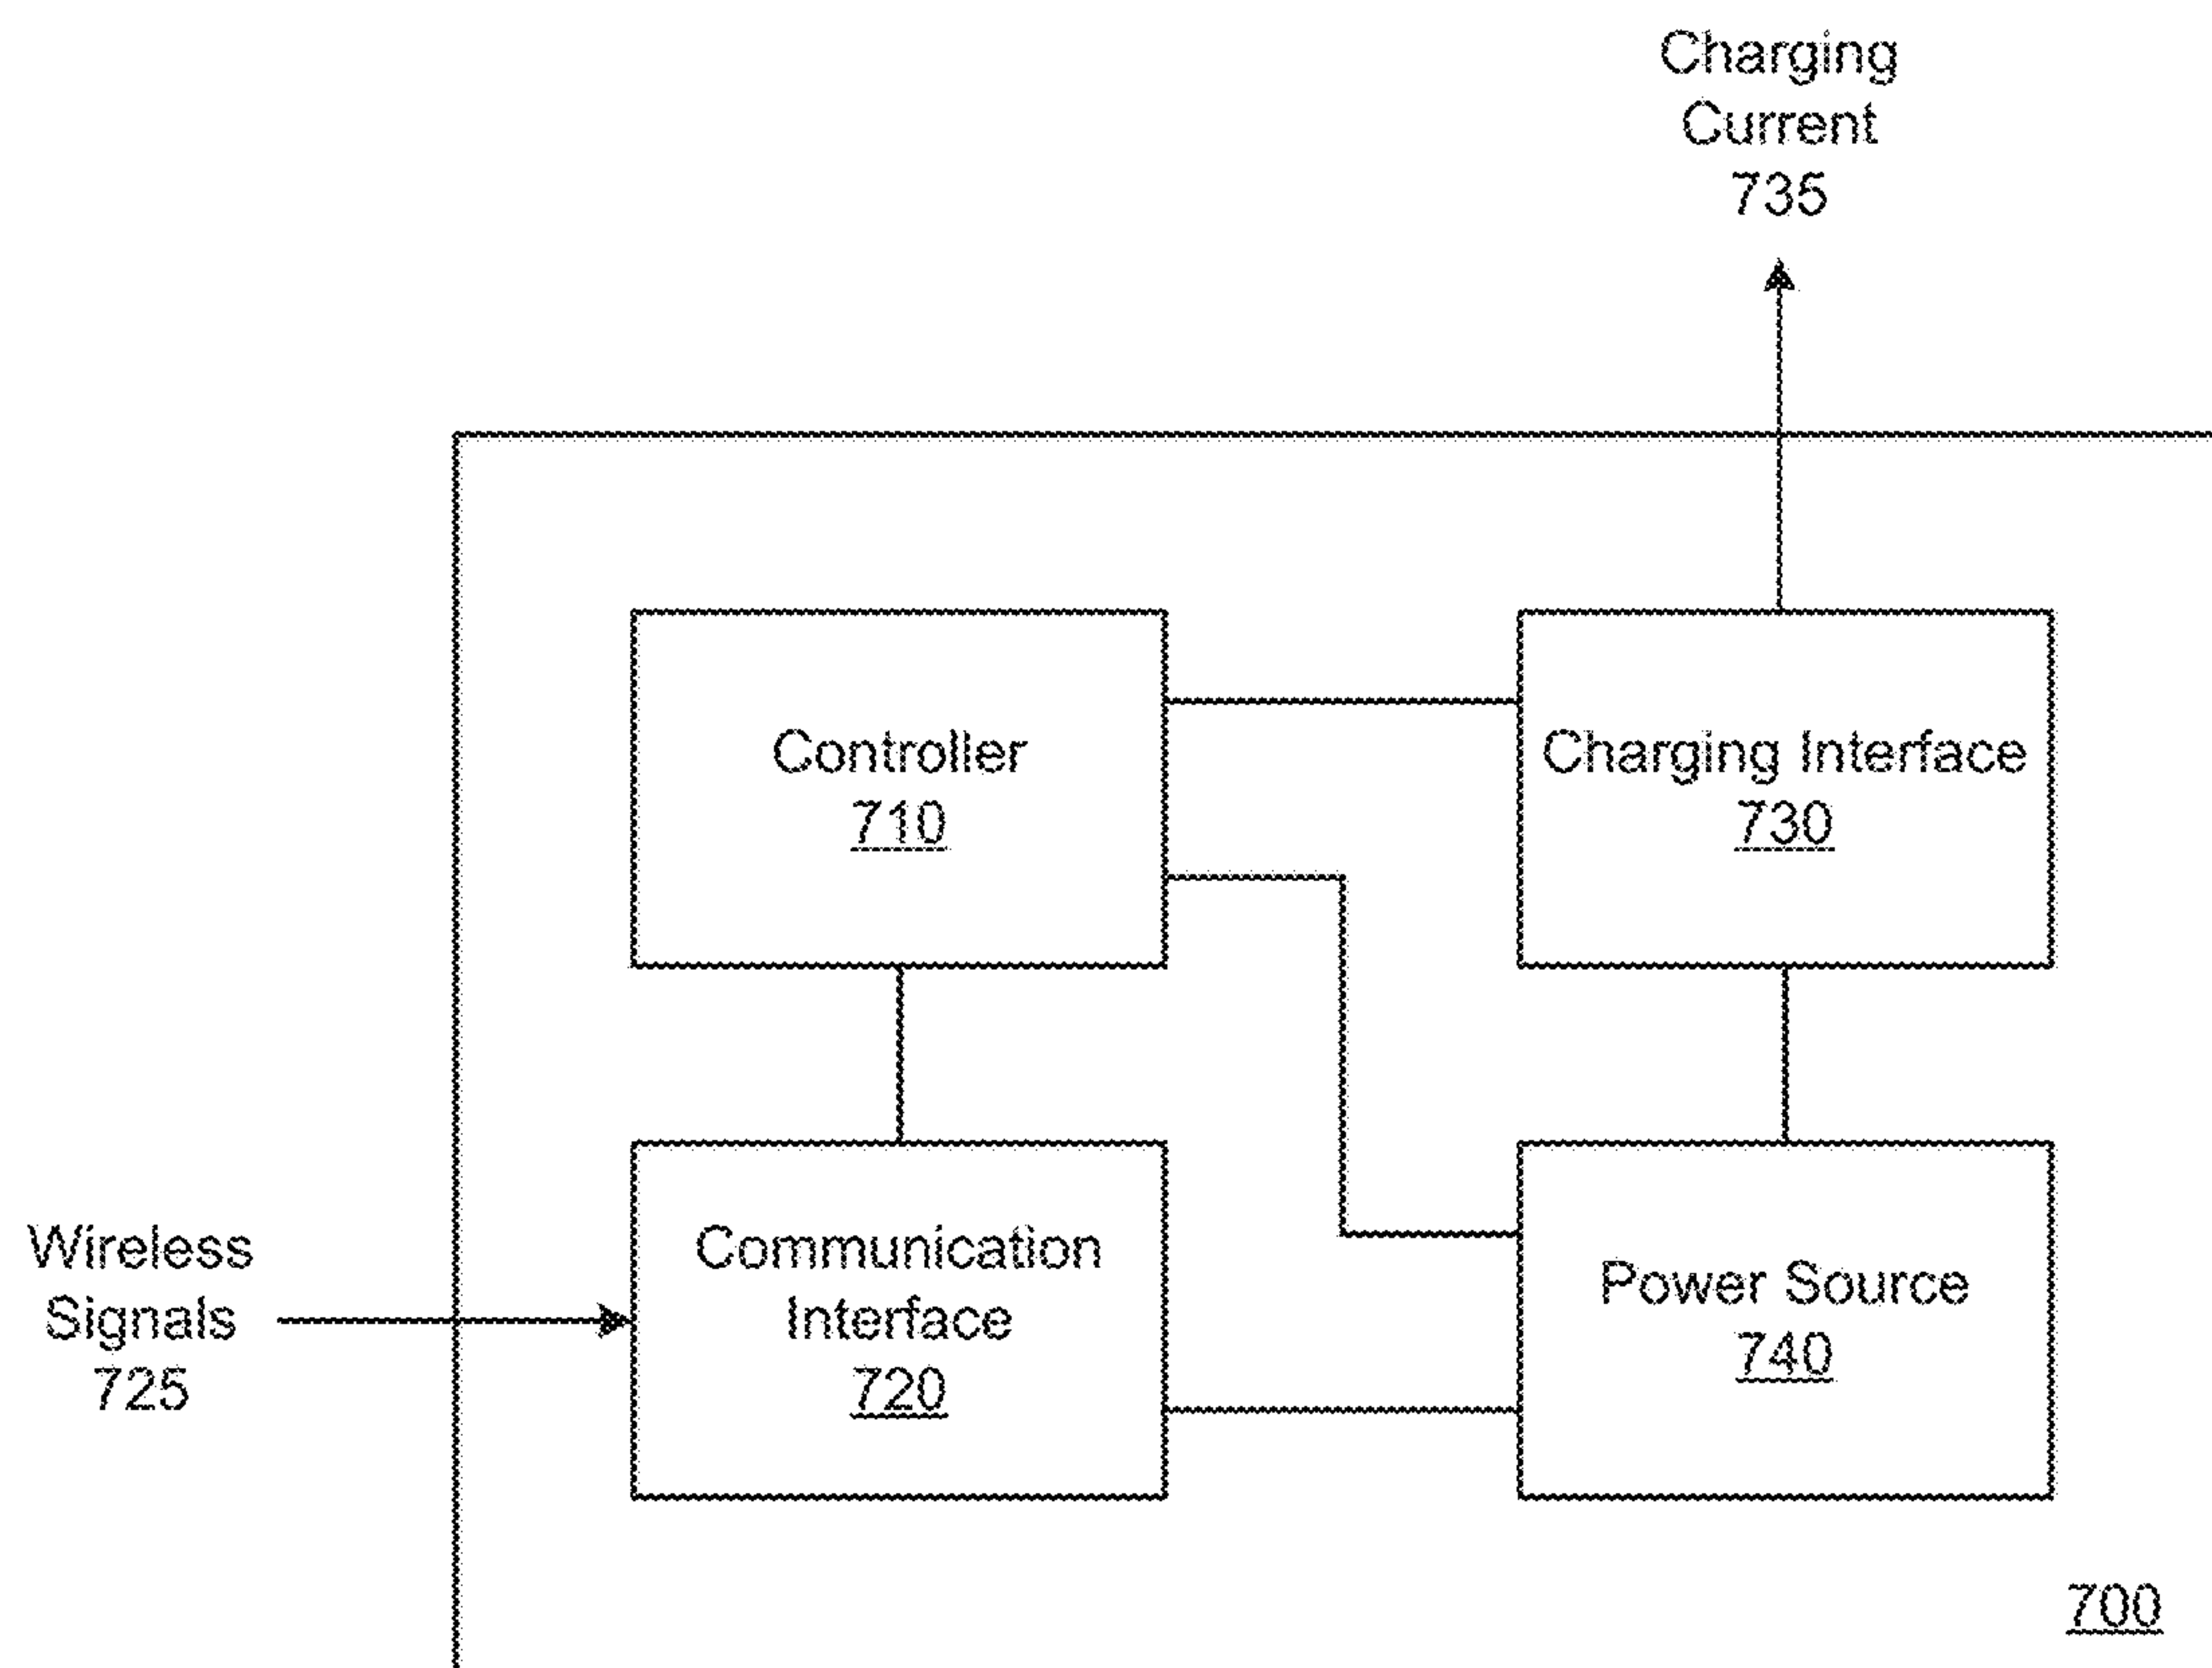 Charging
Current
735
Controller
710
Charging Interface
730
Wireless
Signals
725
Communication
Interface
720
Power Source
740
700